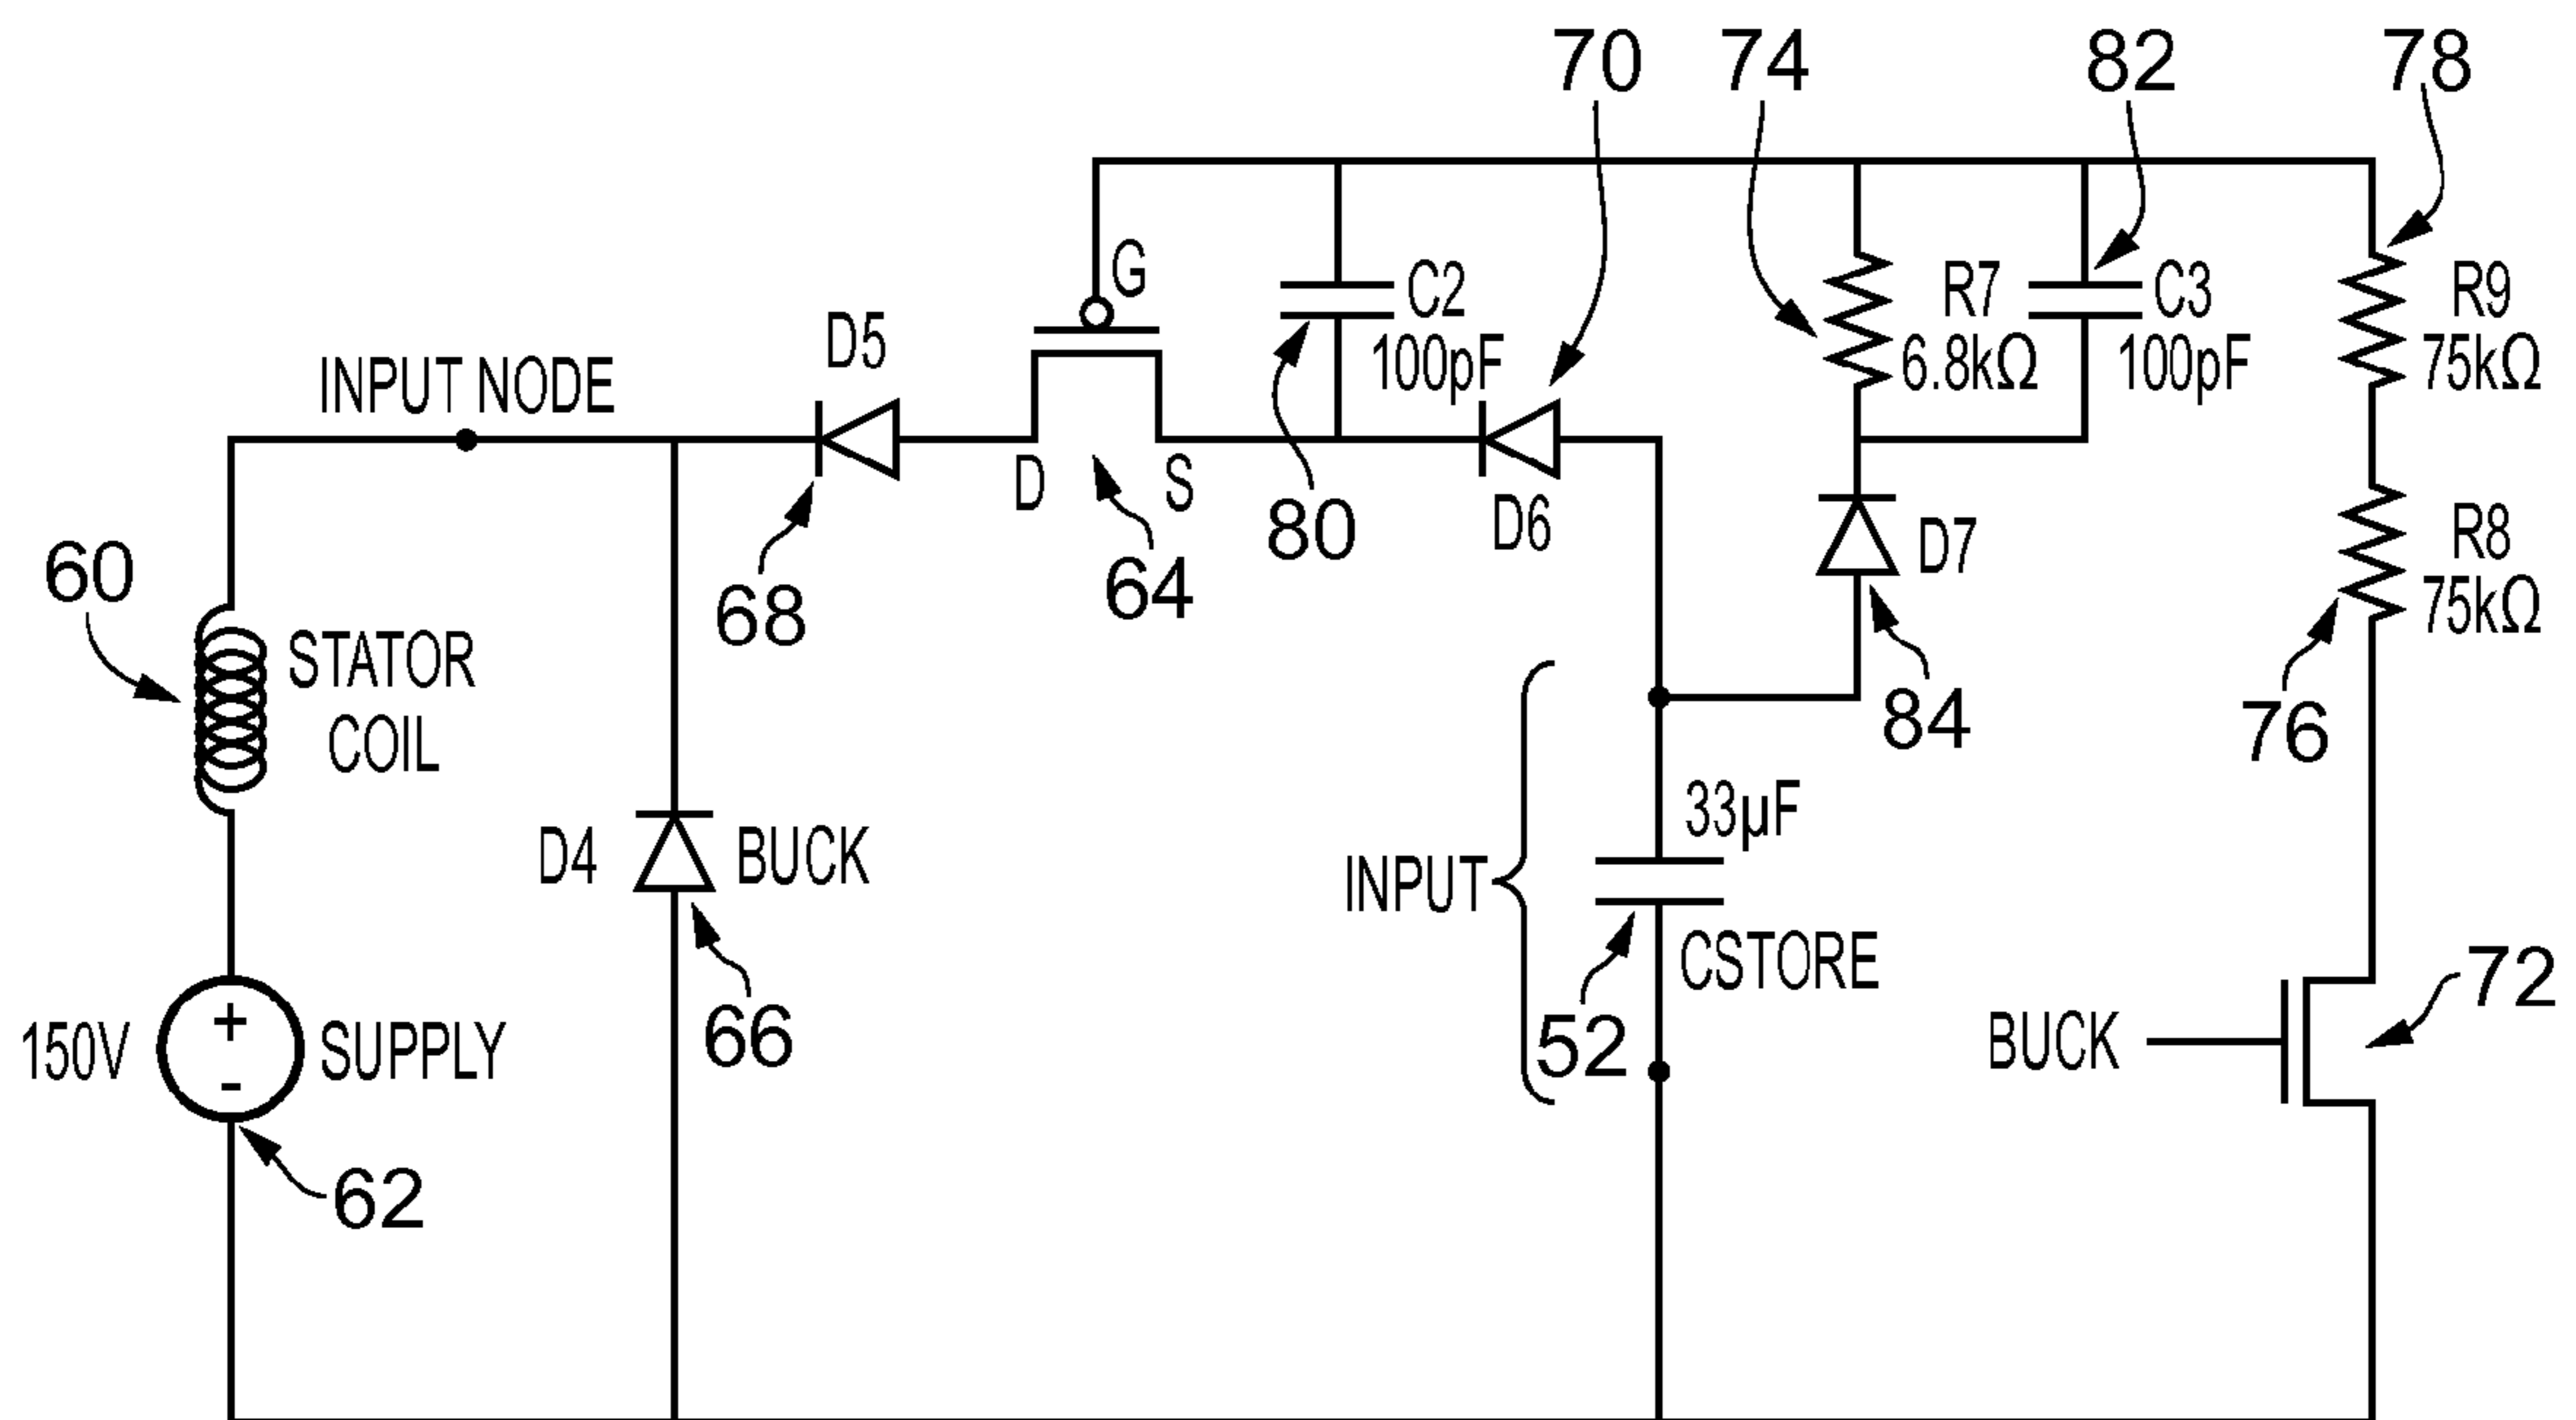 70
74
82
78
G
C2
100pF
R7
6.8kΩ
C3
100pF
R9
75kΩ
D5
INPUT NODE
D
S
80
D6
D7
R8
75kΩ
60
68
64
STATOR
COIL
84
76
33µF
D4
BUCK
INPUT
CSTORE
72
150V
+
-
SUPPLY
66
52
BUCK
62